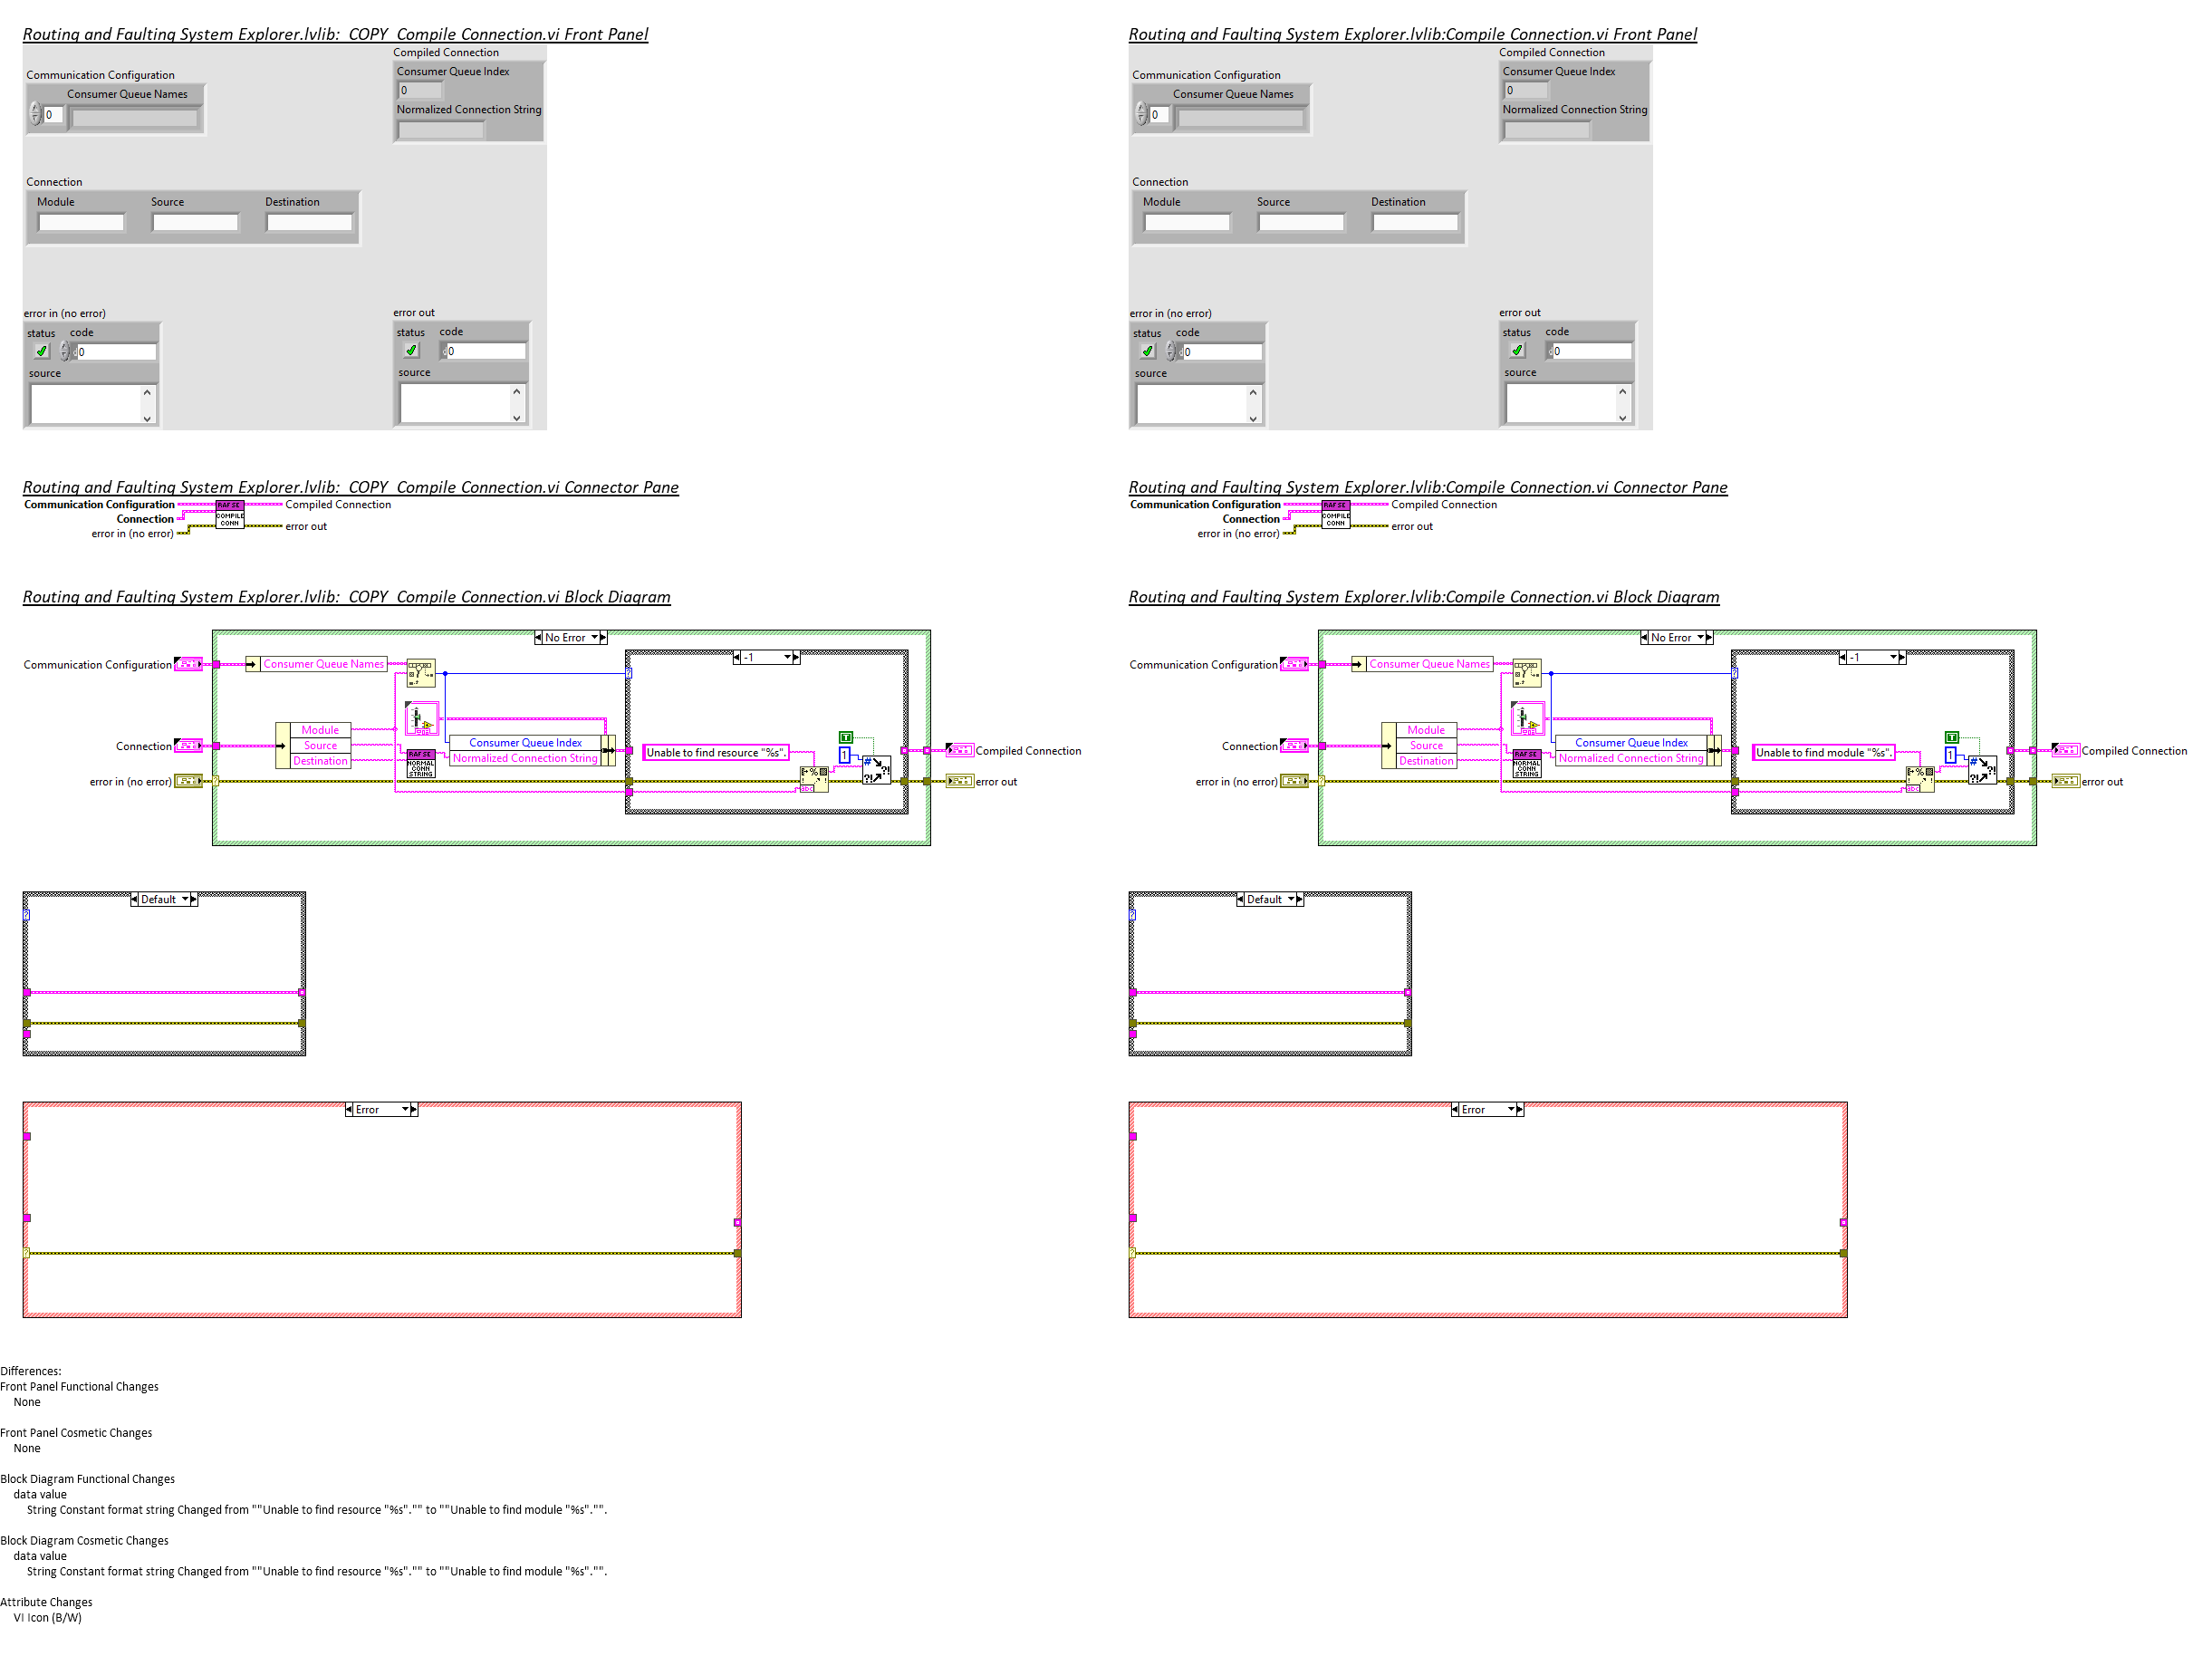 Routing and Faulting System Explorer.lvlib:_COPY_Compile Connection.vi Front Panel
Communication Configuration
Consumer Queue Names
0
Compiled Connection
Consumer Queue Index
0
Normalized Connection String
Connection
Module Source Destination
error in (no error)
status code
0
source
error out
status code
0
source
Routing and Faulting System Explorer.lvlib:_COPY_Compile Connection.vi Connector Pane
Communication Configuration
Connection
error in (no error)
RAF SE
COMPILE
CONN
Compiled Connection
error out
Routing and Faulting System Explorer.lvlib:_COPY_Compile Connection.vi Block Diagram
No Error
Communication Configuration
Consumer Queue Names
-1
Connection
Module
Source
Destination
RAF SE
NORMAL
CONN
STRING
Consumer Queue Index
Normalized Connection String
Unable to find resource "%s".
T
1
Compiled Connection
error in (no error)
error out
Default
Error
Routing and Faulting System Explorer.lvlib:Compile Connection.vi Front Panel
Communication Configuration
Consumer Queue Names
0
Compiled Connection
Consumer Queue Index
0
Normalized Connection String
Connection
Module Source Destination
error in (no error)
status code
0
source
error out
status code
0
source
Routing and Faulting System Explorer.lvlib:Compile Connection.vi Connector Pane
Communication Configuration
Connection
error in (no error)
RAF SE
COMPILE
CONN
Compiled Connection
error out
Routing and Faulting System Explorer.lvlib:Compile Connection.vi Block Diagram
No Error
Communication Configuration
Consumer Queue Names
-1
Connection
Module
Source
Destination
RAF SE
NORMAL
CONN
STRING
Consumer Queue Index
Normalized Connection String
Unable to find module "%s".
T
1
Compiled Connection
error in (no error)
error out
Default
Error
Differences:
Front Panel Functional Changes
None
Front Panel Cosmetic Changes
None
Block Diagram Functional Changes
data value
String Constant format string Changed from ""Unable to find resource "%s"."" to ""Unable to find module "%s"."".
Block Diagram Cosmetic Changes
data value
String Constant format string Changed from ""Unable to find resource "%s"."" to ""Unable to find module "%s"."".
Attribute Changes
VI Icon (B/W)